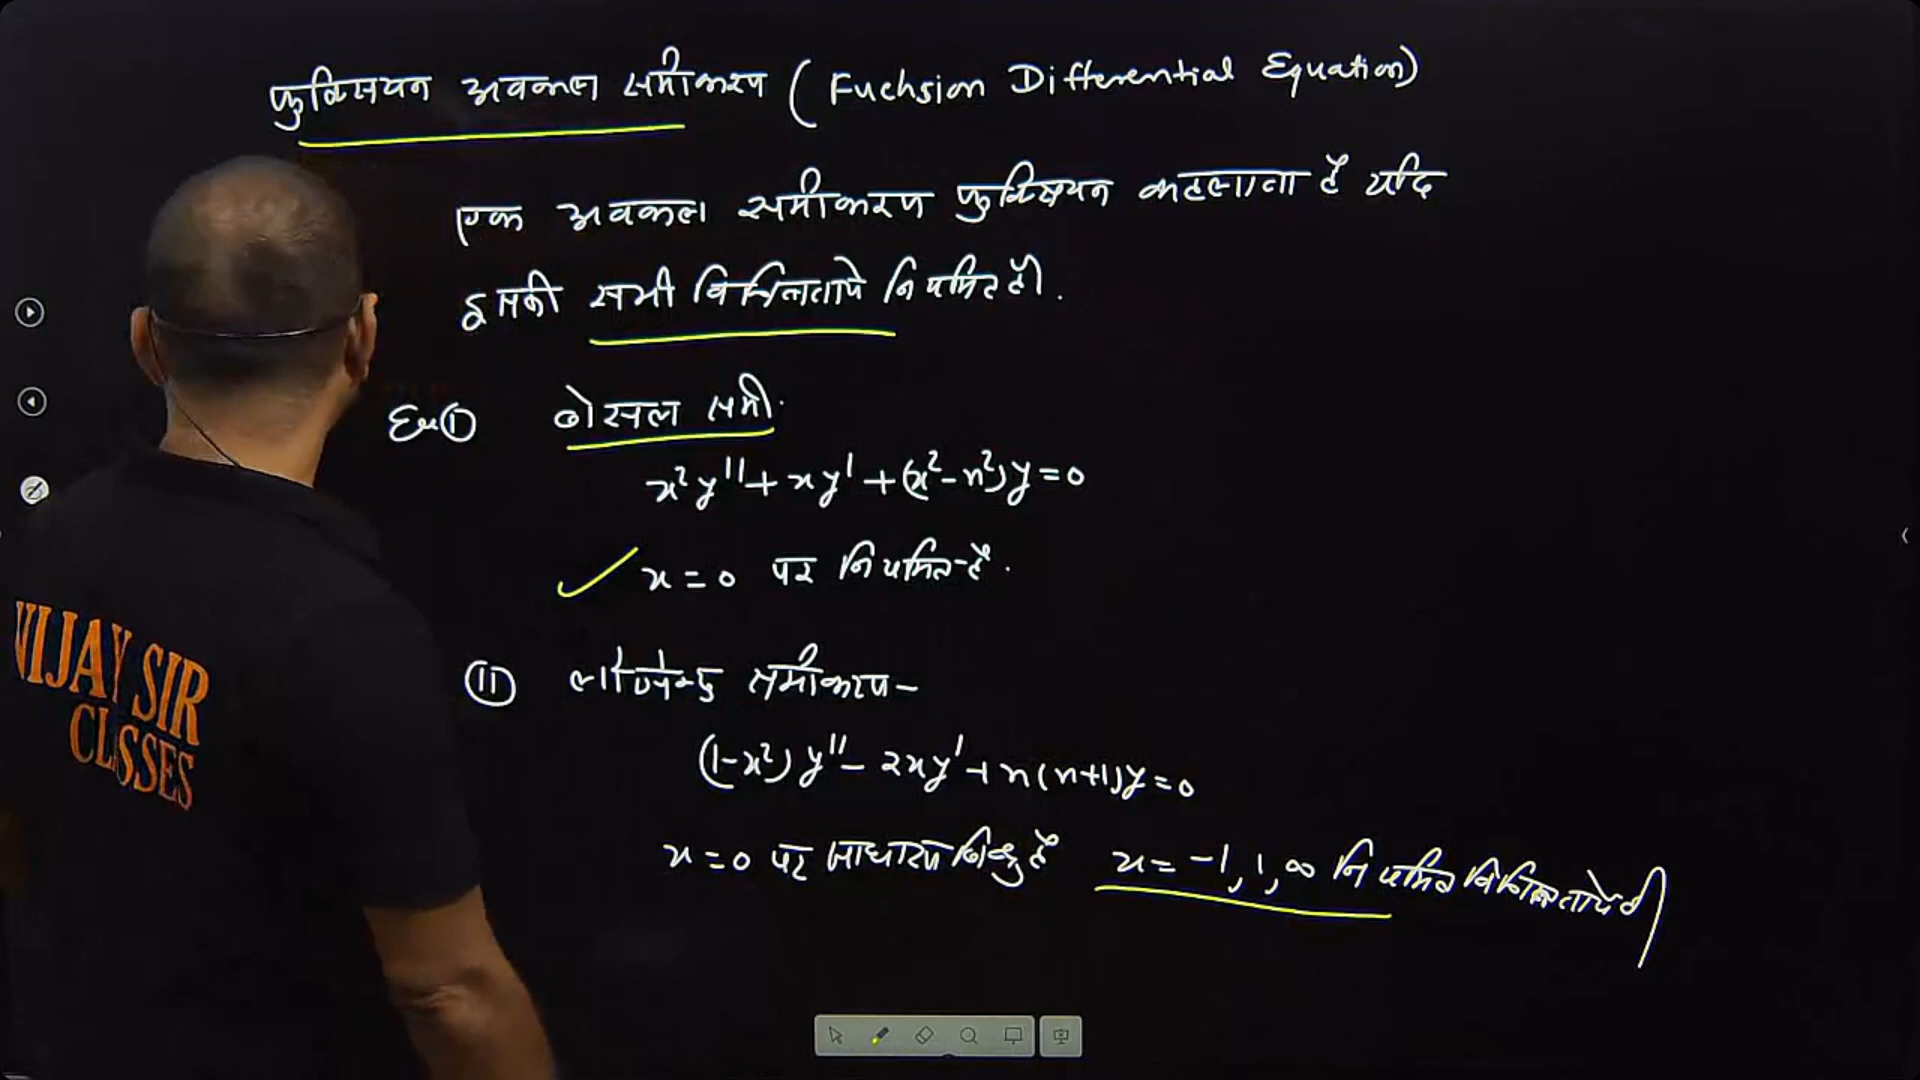 फुक्सियन अवकल समीकरण (Fuchsion Differential Equation)
एक अवकल समीकरण फुक्सियन कहलाता है यदि
इसकी सभी विचित्रतायें नियमित हों।
Ex① बेसल समी.
x²y'' + xy' + (x²-n²)y = 0
✓ x = 0 पर नियमित है.
(II) लीजेण्ड्र समीकरण-
(1-x²)y'' - 2xy' + n(n+1)y = 0
x = 0 पर साधारण बिन्दु है x = -1, 1, ∞ नियमित विचित्रतायें हैं
VIJAY SIR
CLASSES